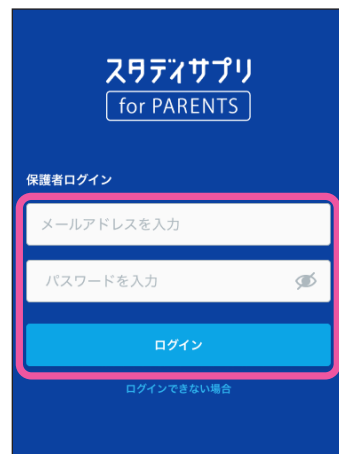 スタディサプリ
for PARENTS
保護者ログイン
メールアドレスを入力
パスワードを入力
ログイン
ログインできない場合